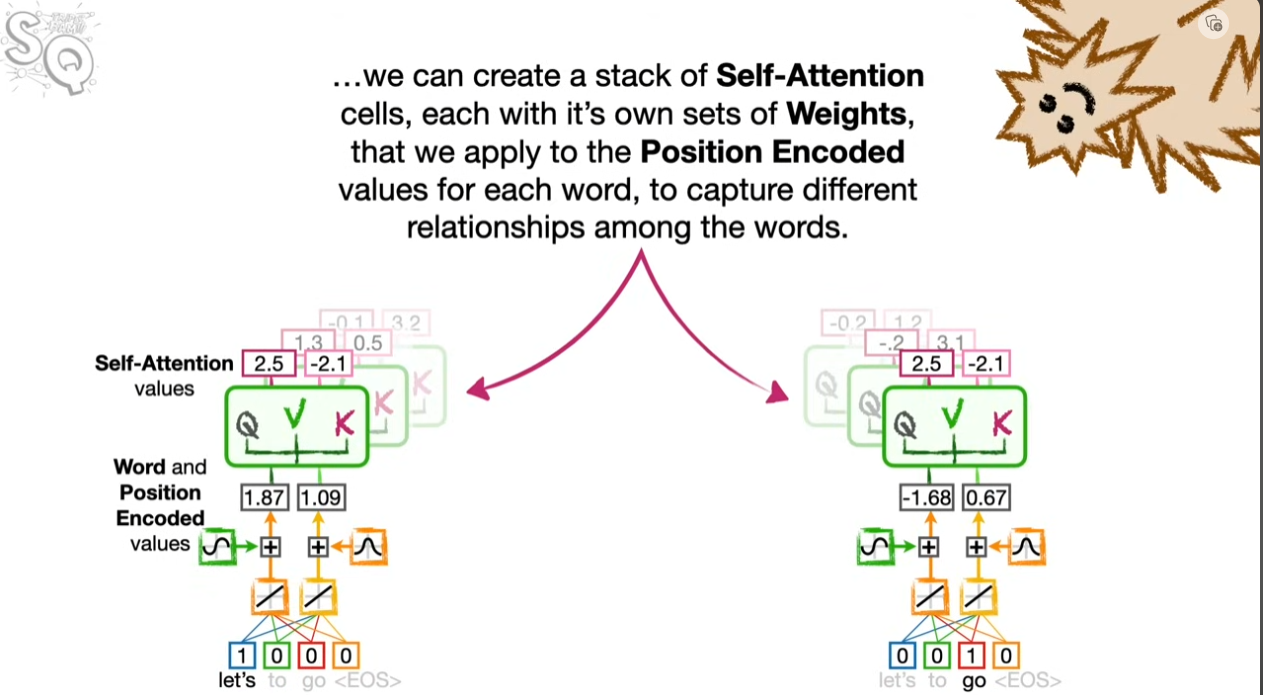 SQ
...we can create a stack of Self-Attention
cells, each with it's own sets of Weights,
that we apply to the Position Encoded
values for each word, to capture different
relationships among the words.
-0.1 3.2
1.3 0.5
Self-Attention 2.5 -2.1
values
Q V K K K
Word and
Position
Encoded
values
1.87 1.09
+ +
1 0 0 0
let's to go <EOS>
-0.2 1.2
-.2 3.1
2.5 -2.1
Q Q Q V K
-1.68 0.67
+ +
0 0 1 0
let's to go <EOS>